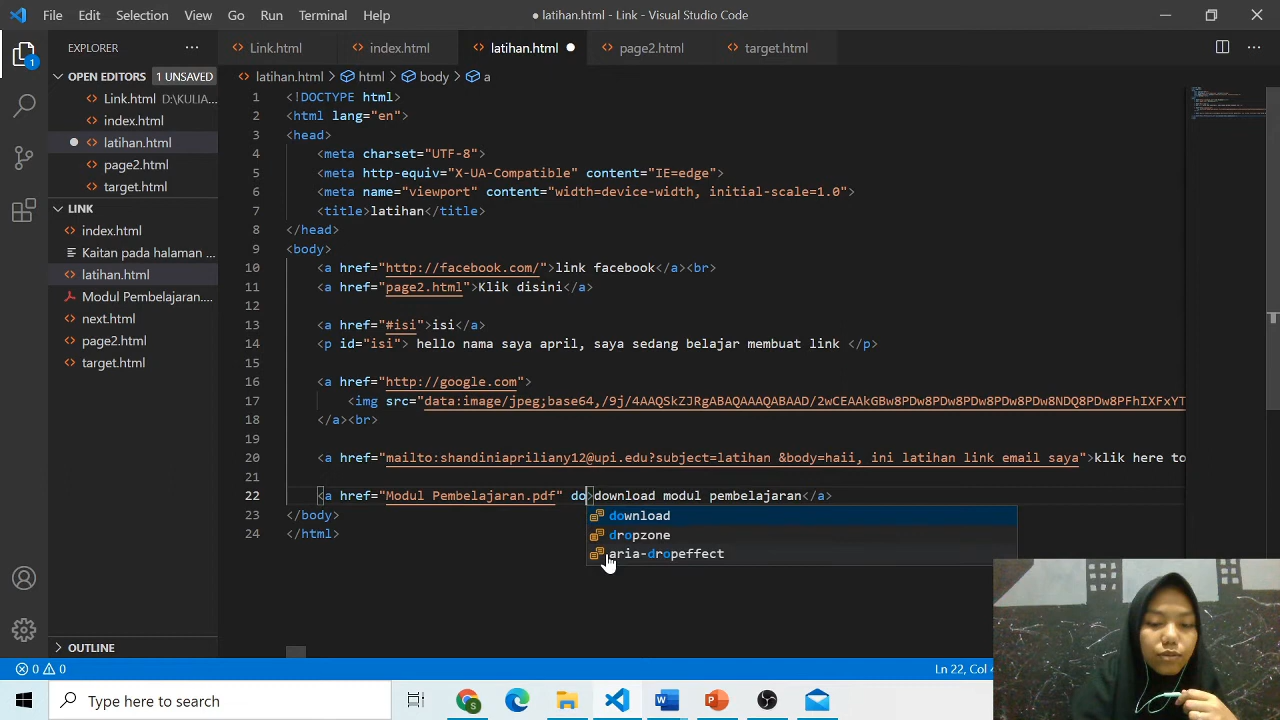 File Edit Selection View Go Run Terminal Help
● latihan.html - Link - Visual Studio Code
EXPLORER
Link.html
index.html
latihan.html
page2.html
target.html
OPEN EDITORS 1 UNSAVED
Link.html D:\KULIA...
index.html
latihan.html
page2.html
target.html
LINK
index.html
Kaitan pada halaman ...
latihan.html
Modul Pembelajaran....
next.html
page2.html
target.html
OUTLINE
latihan.html > html > body > a
1 <!DOCTYPE html>
2 <html lang="en">
3 <head>
4 <meta charset="UTF-8">
5 <meta http-equiv="X-UA-Compatible" content="IE=edge">
6 <meta name="viewport" content="width=device-width, initial-scale=1.0">
7 <title>latihan</title>
8 </head>
9 <body>
10 <a href="http://facebook.com/">link facebook</a><br>
11 <a href="page2.html">Klik disini</a>
12
13 <a href="#isi">isi</a>
14 <p id="isi"> hello nama saya april, saya sedang belajar membuat link </p>
15
16 <a href="http://google.com">
17 <img src="data:image/jpeg;base64,/9j/4AAQSkZJRgABAQAAAQABAAD/2wCEAAkGBw8PDw8PDw8PDw8PDw8PDw8NDQ8PDw8PFhIXFxYT
18 </a><br>
19
20 <a href="mailto:shandiniapriliany12@upi.edu?subject=latihan &body=haii, ini latihan link email saya">klik here to
21
22 <a href="Modul Pembelajaran.pdf" do>download modul pembelajaran</a>
23 </body>
24 </html>
download
dropzone
aria-dropeffect
1
0 0
Ln 22, Col
Type here to search